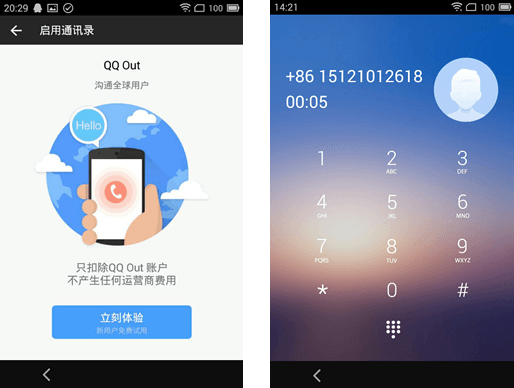 20:29
100
启用通讯录
QQ Out
沟通全球用户
Hello
只扣除QQ Out 账户
不产生任何运营商费用
立刻体验
新用户免费试用
14:21
100
+86 15121012618
00:05
1
2
ABC
3
DEF
4
GHI
5
JKL
6
MNO
7
PQRS
8
TUV
9
WXYZ
*
0
#